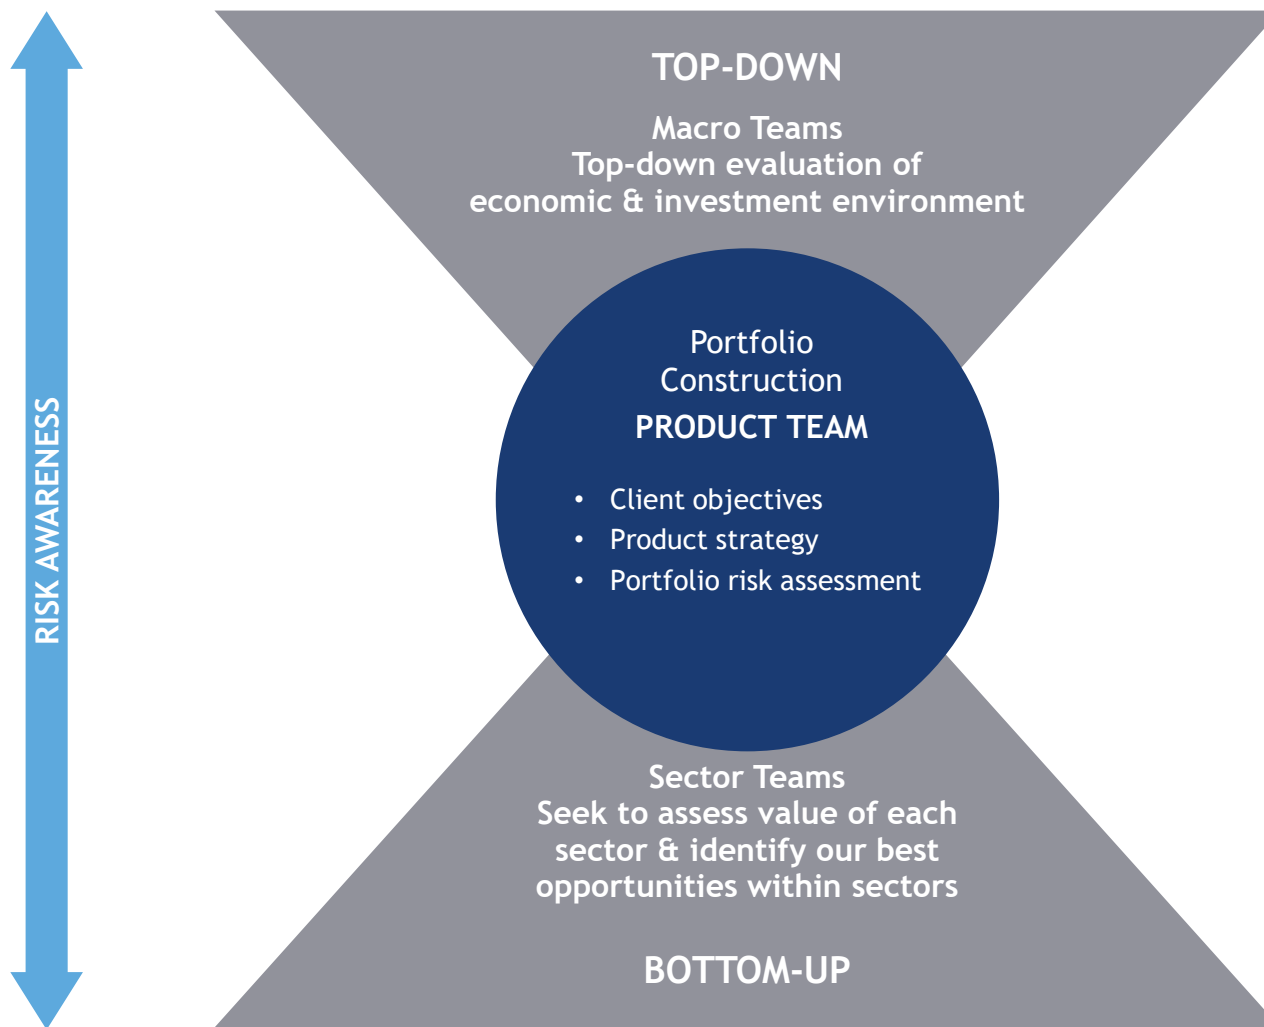 TOP-DOWN
Macro Teams
Top-down evaluation of
economic & investment environment
RISK AWARENESS
Portfolio
Construction
PRODUCT TEAM
• Client objectives
• Product strategy
• Portfolio risk assessment
Sector Teams
Seek to assess value of each
sector & identify our best
opportunities within sectors
BOTTOM-UP